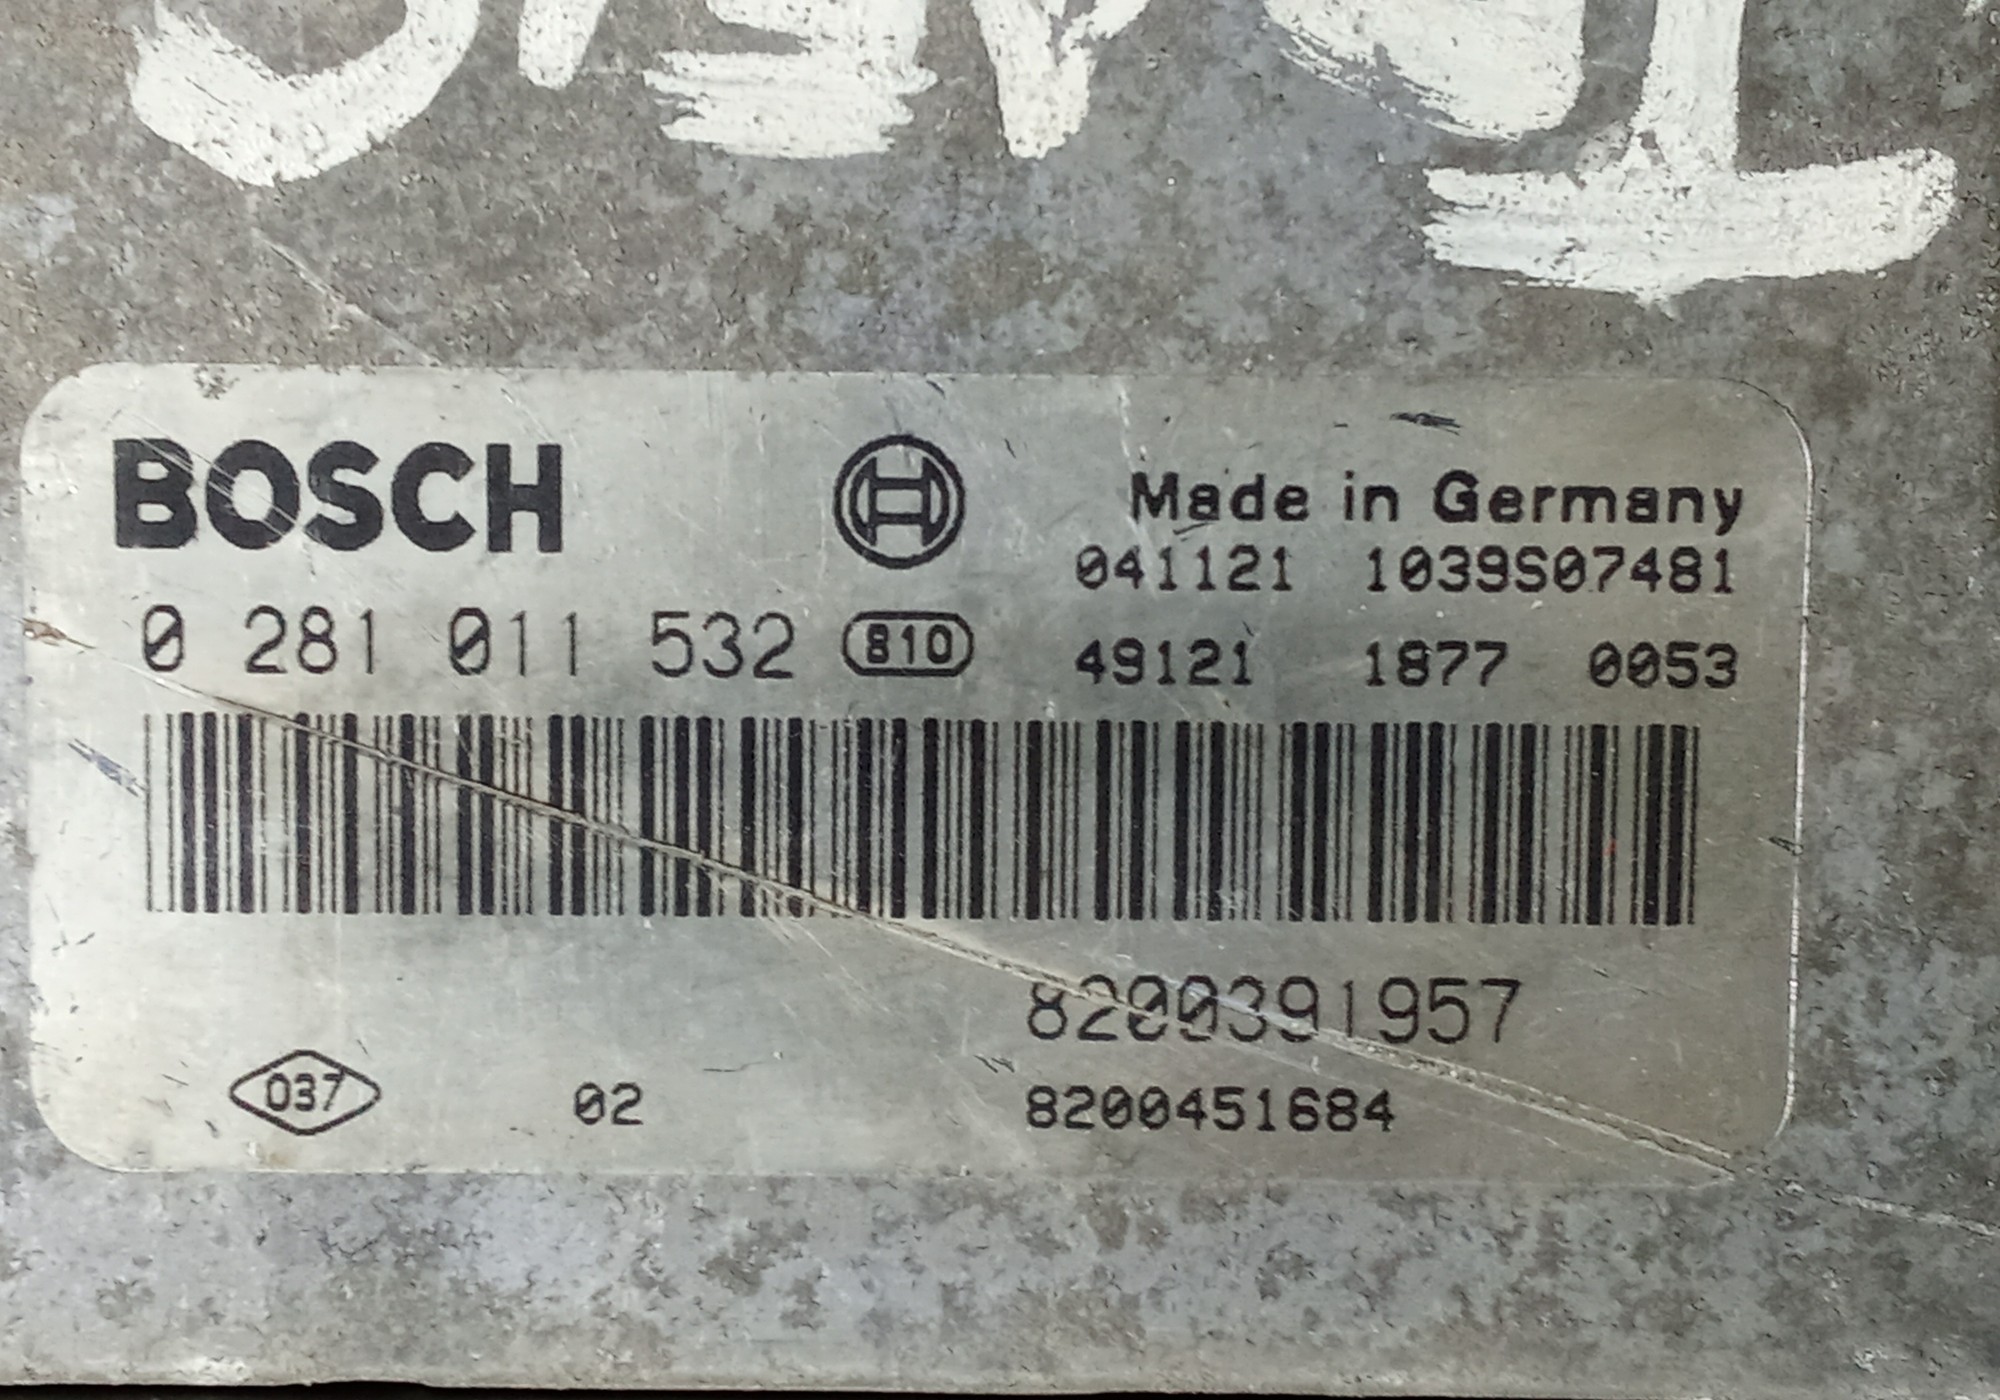 BOSCH
Made in Germany
041121 1039S07481
0 281 011 532 810
49121 1877 0053
8200391957
037 02 8200451684